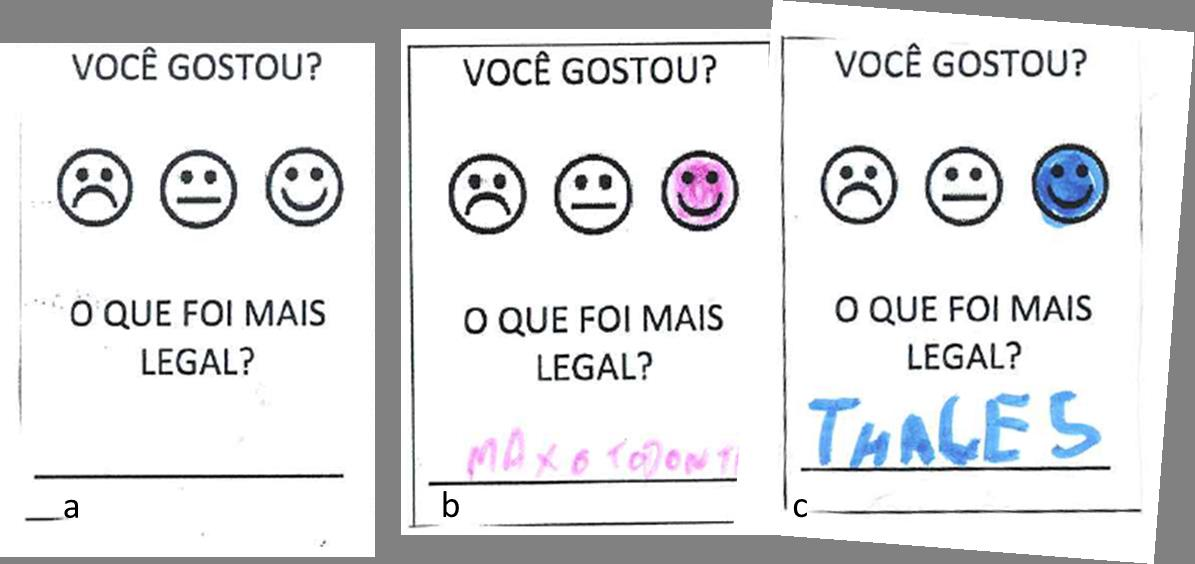 VOCÊ GOSTOU?
O QUE FOI MAIS
LEGAL?
a
VOCÊ GOSTOU?
O QUE FOI MAIS
LEGAL?
MAXOTODONTI
b
VOCÊ GOSTOU?
O QUE FOI MAIS
LEGAL?
THALES
c